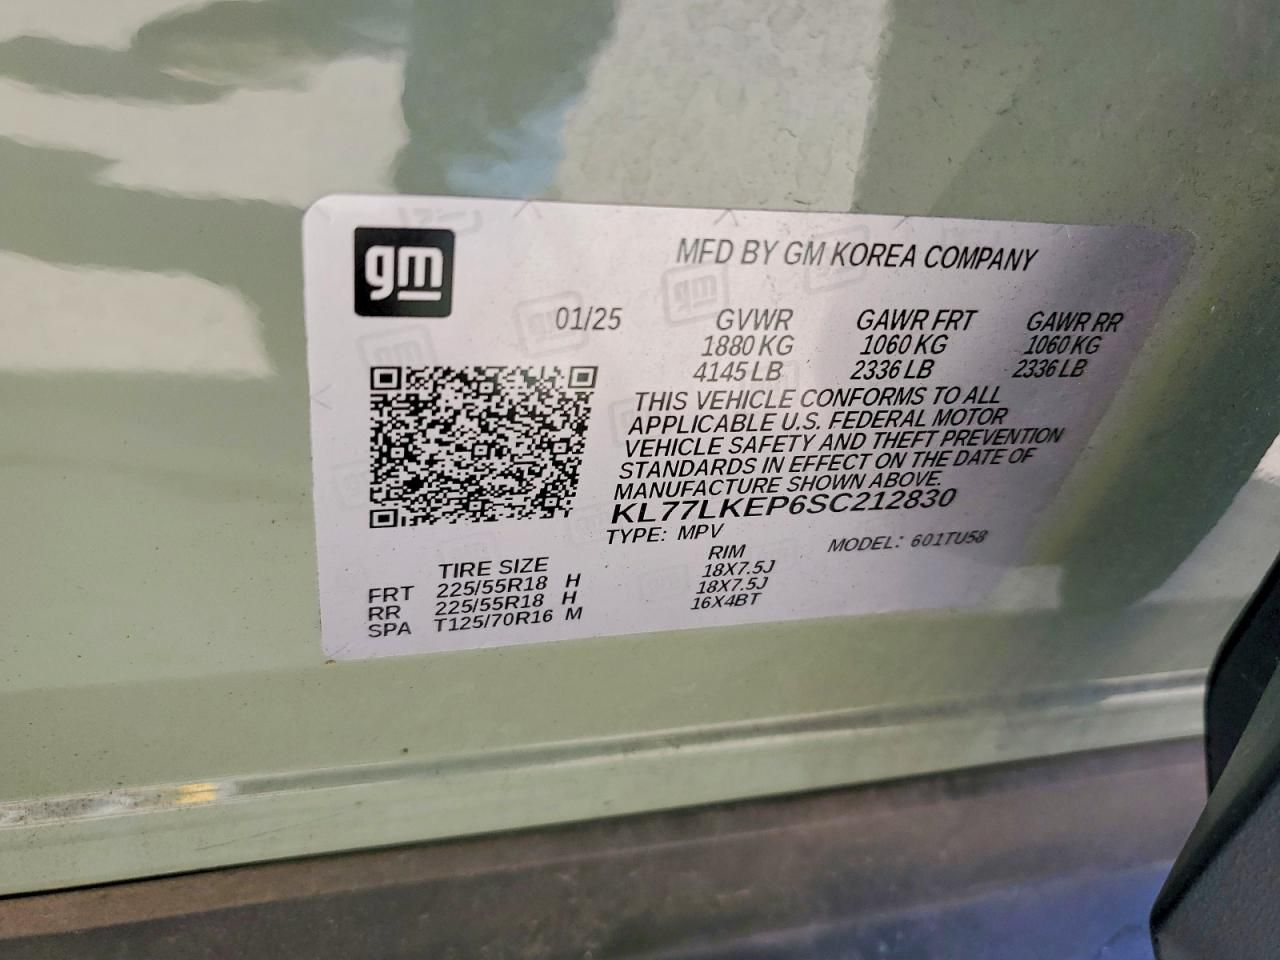 gm
MFD BY GM KOREA COMPANY
01/25 GVWR GAWR FRT GAWR RR
1880 KG 1060 KG 1060 KG
4145 LB 2336 LB 2336 LB
THIS VEHICLE CONFORMS TO ALL
APPLICABLE U.S. FEDERAL MOTOR
VEHICLE SAFETY AND THEFT PREVENTION
STANDARDS IN EFFECT ON THE DATE OF
MANUFACTURE SHOWN ABOVE.
KL77LKEP6SC212830
TYPE: MPV MODEL: 601TU58
TIRE SIZE RIM
FRT 225/55R18 H 18X7.5J
RR 225/55R18 H 18X7.5J
SPA T125/70R16 M 16X4BT